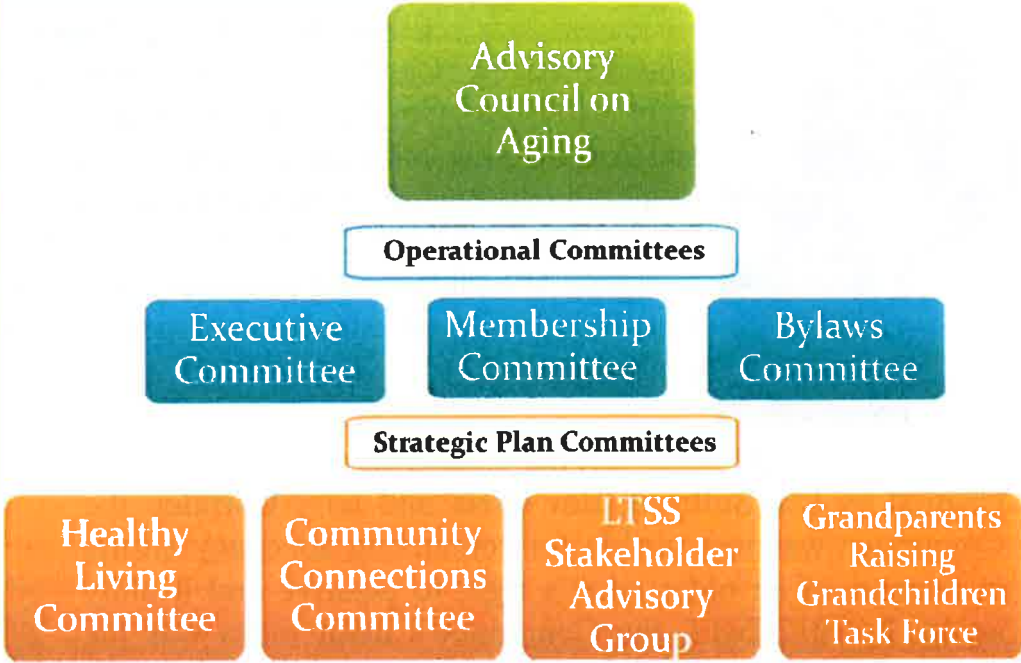 Advisory
Council on
Aging
Operational Committees
Executive
Committee
Membership
Committee
Bylaws
Committee
Strategic Plan Committees
Healthy
Living
Committee
Community
Connections
Committee
LTSS
Stakeholder
Advisory
Group
Grandparents
Raising
Grandchildren
Task Force